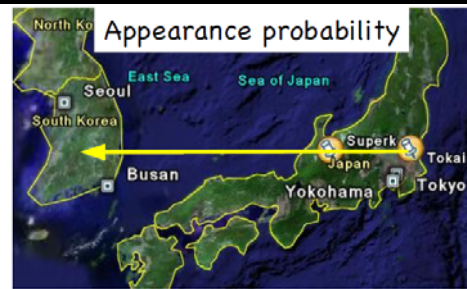 Appearance probability
North Ko
East Sea
Sea of Japan
Seoul
South Korea
Superk
Japan
Tokai
Busan
Yokohama
Tokyo